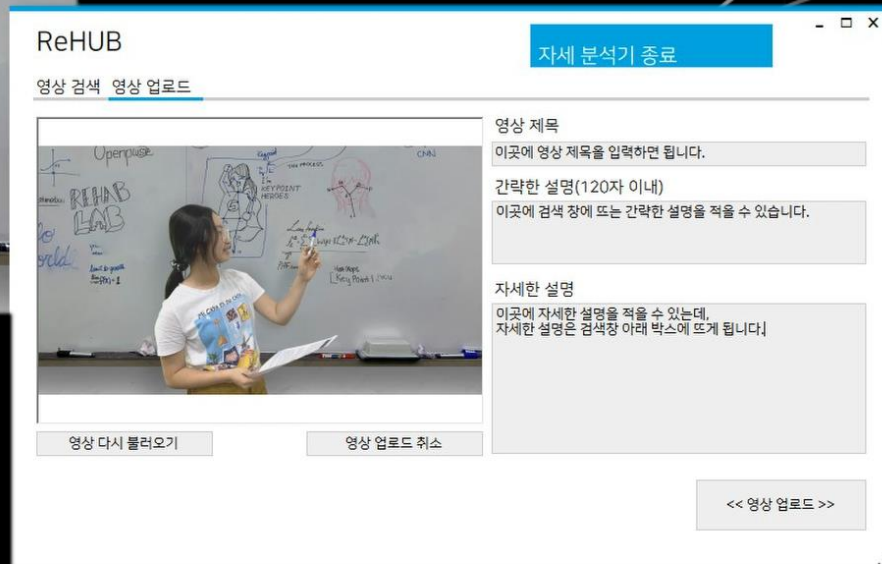 ReHUB
자세 분석기 종료
영상 검색 영상 업로드
Openpose
CNN
REHAB
LAB
KEYPOINT
HEROES
영상 제목
이곳에 영상 제목을 입력하면 됩니다.
간략한 설명(120자 이내)
이곳에 검색 창에 뜨는 간략한 설명을 적을 수 있습니다.
자세한 설명
이곳에 자세한 설명을 적을 수 있는데,
자세한 설명은 검색창 아래 박스에 뜨게 됩니다.
영상 다시 불러오기
영상 업로드 취소
<< 영상 업로드 >>